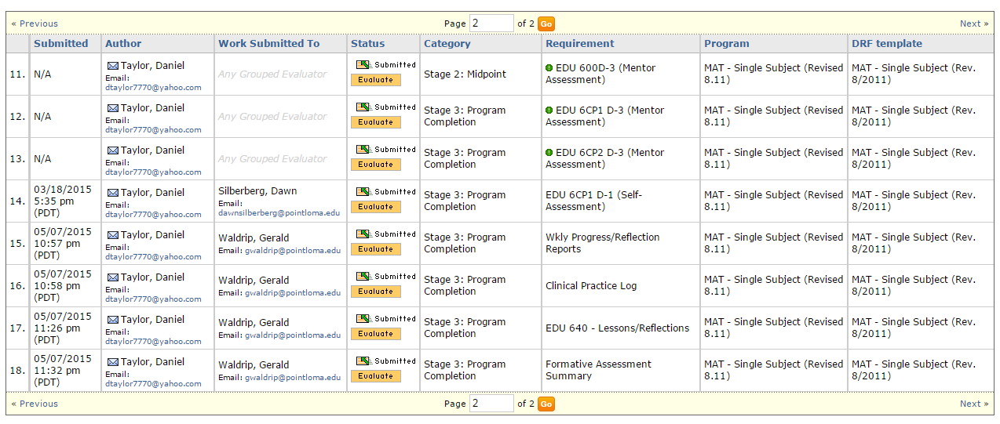 « Previous Page 2 of 2 Go Next »
Submitted Author Work Submitted To Status Category Requirement Program DRF template
11. N/A Taylor, Daniel Any Grouped Evaluator Submitted Stage 2: Midpoint EDU 600D-3 (Mentor MAT - Single Subject (Revised MAT - Single Subject (Rev.
Email: Evaluate Assessment) 8.11) 8/2011)
dtaylor7770@yahoo.com
12. N/A Taylor, Daniel Any Grouped Evaluator Submitted Stage 3: Program EDU 6CP1 D-3 (Mentor MAT - Single Subject (Revised MAT - Single Subject (Rev.
Email: Evaluate Completion Assessment) 8.11) 8/2011)
dtaylor7770@yahoo.com
13. N/A Taylor, Daniel Any Grouped Evaluator Submitted Stage 3: Program EDU 6CP2 D-3 (Mentor MAT - Single Subject (Revised MAT - Single Subject (Rev.
Email: Evaluate Completion Assessment) 8.11) 8/2011)
dtaylor7770@yahoo.com
14. 03/18/2015 Taylor, Daniel Silberberg, Dawn Submitted Stage 3: Program EDU 6CP1 D-1 (Self- MAT - Single Subject (Revised MAT - Single Subject (Rev.
5:35 pm Email: Email: Evaluate Completion Assessment) 8.11) 8/2011)
(PDT) dtaylor7770@yahoo.com dawnsilberberg@pointloma.edu
15. 05/07/2015 Taylor, Daniel Waldrip, Gerald Submitted Stage 3: Program Wkly Progress/Reflection MAT - Single Subject (Revised MAT - Single Subject (Rev.
10:57 pm Email: Email: gwaldrip@pointloma.edu Evaluate Completion Reports 8.11) 8/2011)
(PDT) dtaylor7770@yahoo.com
16. 05/07/2015 Taylor, Daniel Waldrip, Gerald Submitted Stage 3: Program Clinical Practice Log MAT - Single Subject (Revised MAT - Single Subject (Rev.
10:58 pm Email: Email: gwaldrip@pointloma.edu Evaluate Completion 8.11) 8/2011)
(PDT) dtaylor7770@yahoo.com
17. 05/07/2015 Taylor, Daniel Waldrip, Gerald Submitted Stage 3: Program EDU 640 - Lessons/Reflections MAT - Single Subject (Revised MAT - Single Subject (Rev.
11:26 pm Email: Email: gwaldrip@pointloma.edu Evaluate Completion 8.11) 8/2011)
(PDT) dtaylor7770@yahoo.com
18. 05/07/2015 Taylor, Daniel Waldrip, Gerald Submitted Stage 3: Program Formative Assessment MAT - Single Subject (Revised MAT - Single Subject (Rev.
11:32 pm Email: Email: gwaldrip@pointloma.edu Evaluate Completion Summary 8.11) 8/2011)
(PDT) dtaylor7770@yahoo.com
« Previous Page 2 of 2 Go Next »